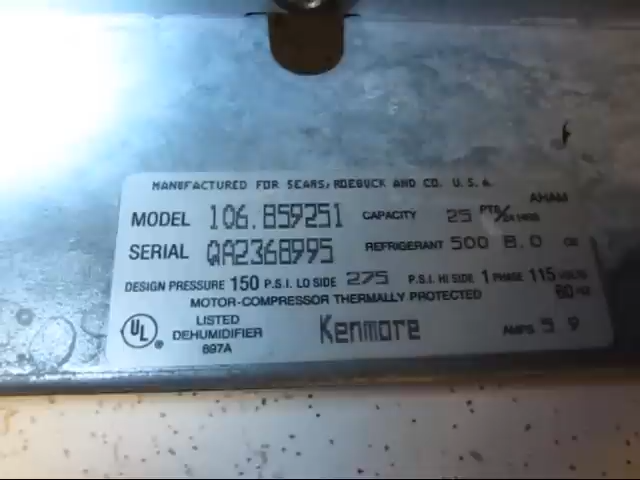 MANUFACTURED FOR SEARS, ROEBUCK AND CO. U.S.A.
AHAM
MODEL 106.859251 CAPACITY 25 PTS/24 HRS
SERIAL QA2368995 REFRIGERANT 500 8.0 OZ
DESIGN PRESSURE 150 P.S.I. LO SIDE 275 P.S.I. HI SIDE 1 PHASE 115 VOLTS
MOTOR-COMPRESSOR THERMALLY PROTECTED 60 HZ
UL ® LISTED DEHUMIDIFIER 697A Kenmore AMPS 5 9